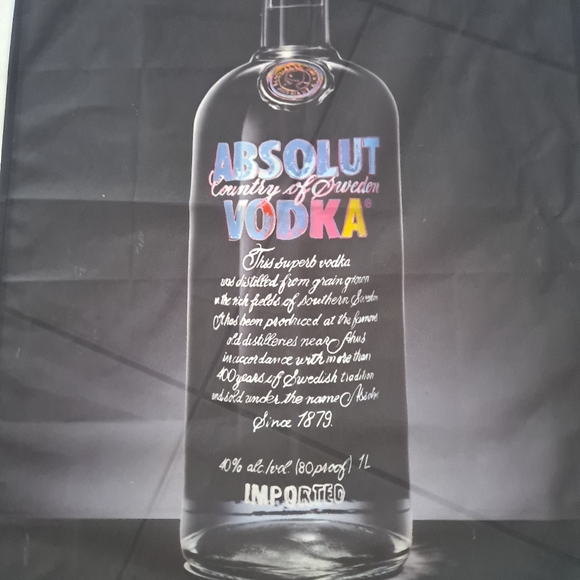 ABSOLUT
Country of Sweden
VODKA®
This superb vodka
was distilled from grain grown
in the rich fields of southern Sweden
It has been produced at the famous
old distilleries near Åhus
in accordance with more than
400 years of Swedish tradition
and sold under the name Absolut
Since 1879.
40% alc./vol. (80 proof) 1L
IMPORTED